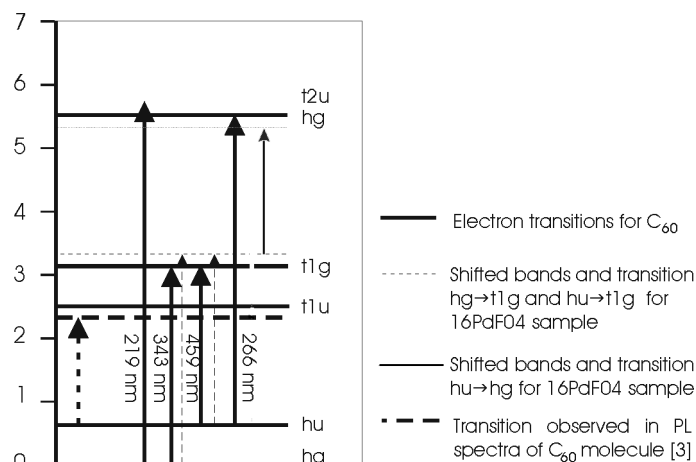 7
6
5
4
3
2
1
0
t2u
hg
t1g
t1u
hu
hg
219 nm
343 nm
459 nm
266 nm
Electron transitions for C60
Shifted bands and transition
hg→t1g and hu→t1g for
16PdF04 sample
Shifted bands and transition
hu→hg for 16PdF04 sample
Transition observed in PL
spectra of C60 molecule [3]